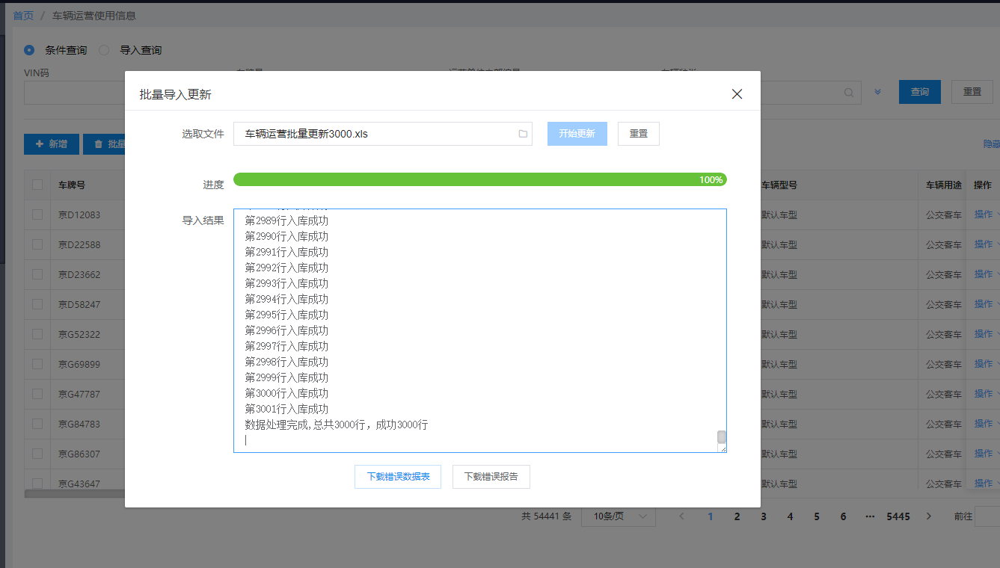 首页 / 车辆运营使用信息
条件查询 导入查询
VIN码
查询 重置
批量导入更新
选取文件 车辆运营批量更新3000.xls 开始更新 重置
新增 批量
隐藏
进度 100%
车牌号 车辆型号 车辆用途 操作
导入结果
第2989行入库成功
第2990行入库成功
第2991行入库成功
第2992行入库成功
第2993行入库成功
第2994行入库成功
第2995行入库成功
第2996行入库成功
第2997行入库成功
第2998行入库成功
第2999行入库成功
第3000行入库成功
第3001行入库成功
数据处理完成,总共3000行，成功3000行
下载错误数据表 下载错误报告
京D12083 默认车型 公交客车 操作
京D22588 默认车型 公交客车 操作
京D23662 默认车型 公交客车 操作
京D58247 默认车型 公交客车 操作
京G52322 默认车型 公交客车 操作
京G69899 默认车型 公交客车 操作
京G47787 默认车型 公交客车 操作
京G84783 默认车型 公交客车 操作
京G86307 默认车型 公交客车 操作
京G43647 默认车型 公交客车 操作
共 54441 条 10条/页 1 2 3 4 5 6 ··· 5445 前往